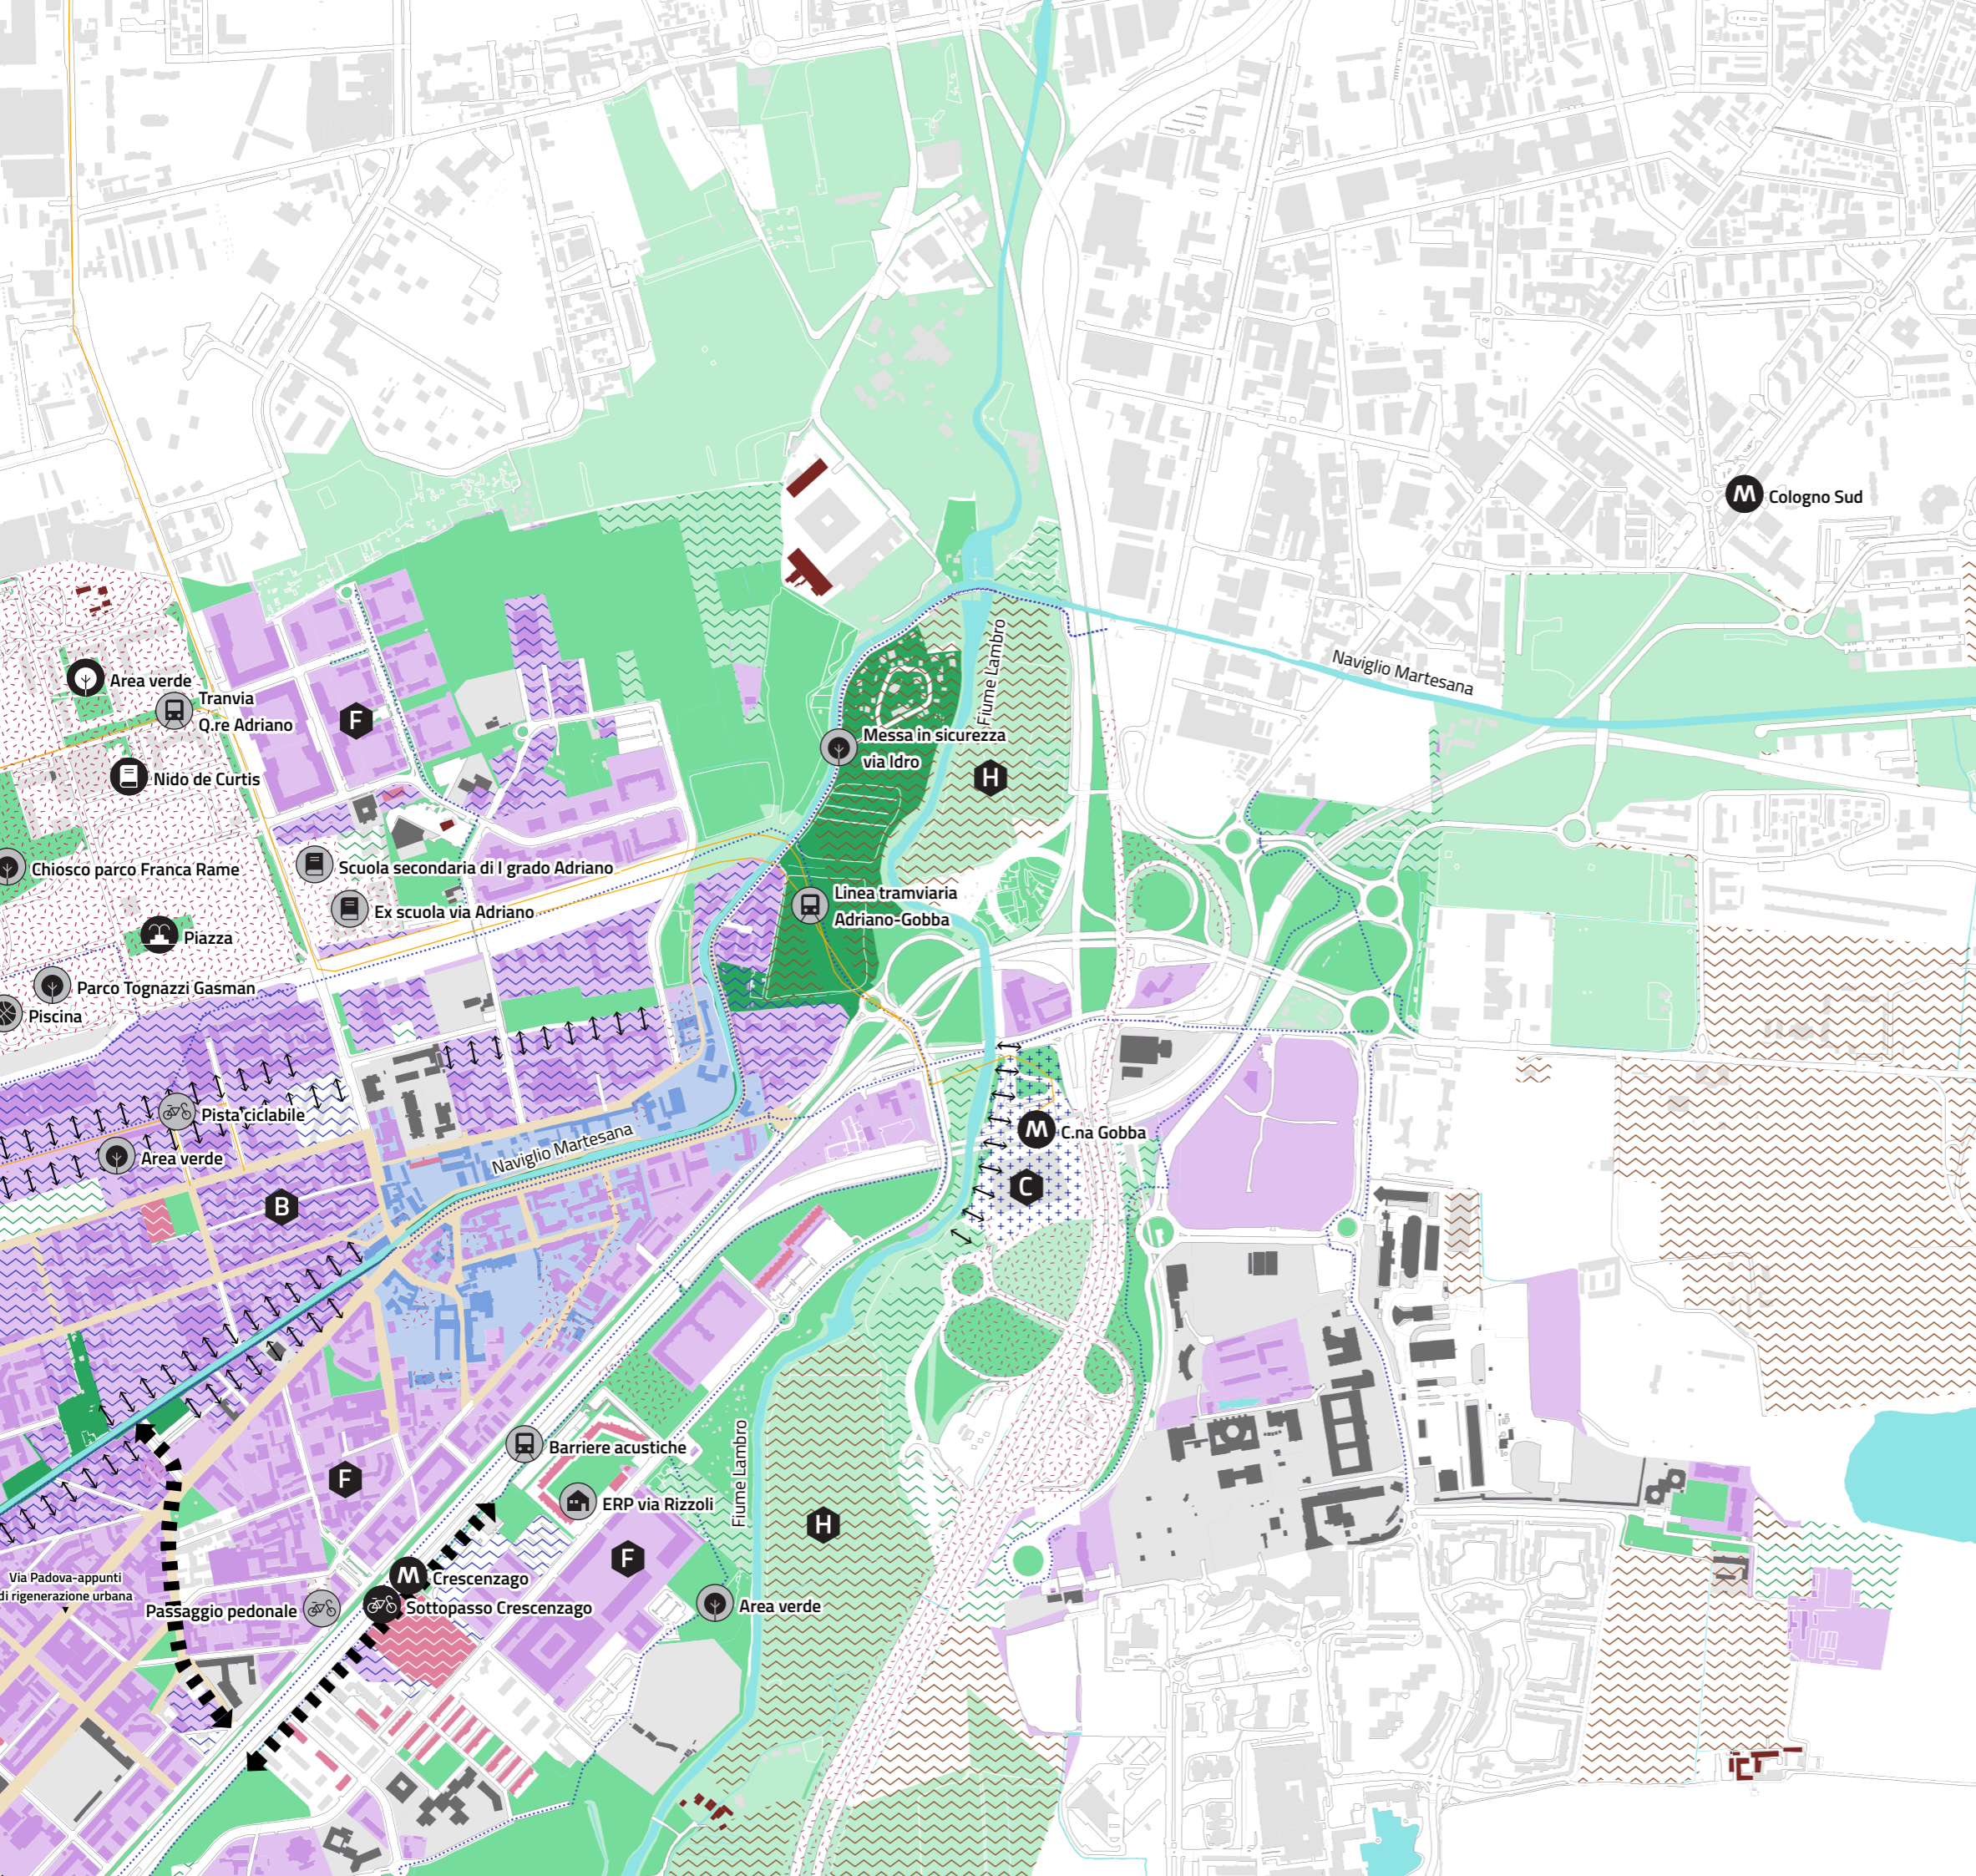 M Cologno Sud
Naviglio Martesana
Fiume Lambro
Area verde
Tranvia
Q.re Adriano
F
Nido de Curtis
Messa in sicurezza
via Idro
H
Chiosco parco Franca Rame
Scuola secondaria di I grado Adriano
Ex scuola via Adriano
Linea tramviaria
Adriano-Gobba
Piazza
Parco Tognazzi Gasman
Piscina
Pista ciclabile
Area verde
Naviglio Martesana
M C.na Gobba
C
B
Barriere acustiche
Fiume Lambro
F
ERP via Rizzoli
H
F
Via Padova-appunti
di rigenerazione urbana
M Crescenzago
Sottopasso Crescenzago
Passaggio pedonale
Area verde